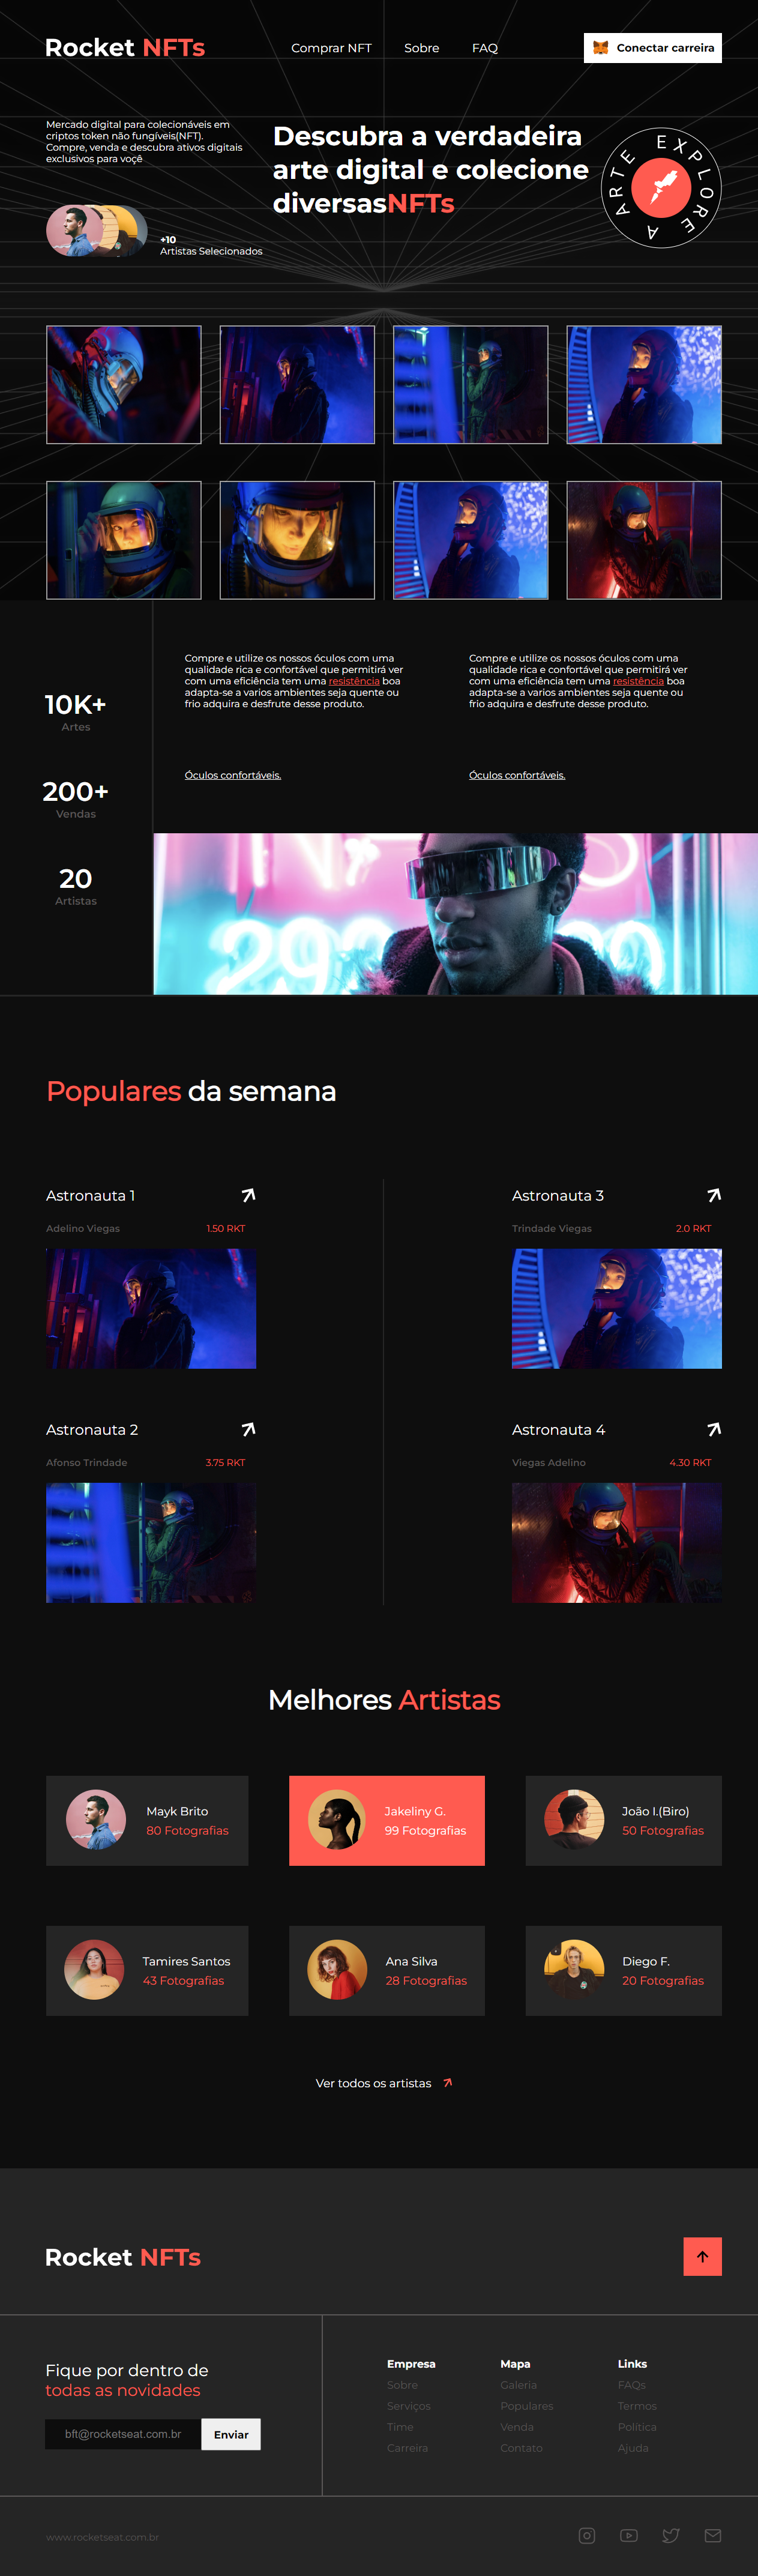 Rocket NFTs
Comprar NFT
Sobre
FAQ
Conectar carreira
Mercado digital para colecionáveis em
criptos token não fungíveis(NFT).
Compre, venda e descubra ativos digitais
exclusivos para voçê
+10
Artistas Selecionados
Descubra a verdadeira
arte digital e colecione
diversasNFTs
EXPLORE A ARTE
10K+
Artes
200+
Vendas
20
Artistas
Compre e utilize os nossos óculos com uma
qualidade rica e confortável que permitirá ver
com uma eficiência tem uma resistência boa
adapta-se a varios ambientes seja quente ou
frio adquira e desfrute desse produto.
Óculos confortáveis.
Compre e utilize os nossos óculos com uma
qualidade rica e confortável que permitirá ver
com uma eficiência tem uma resistência boa
adapta-se a varios ambientes seja quente ou
frio adquira e desfrute desse produto.
Óculos confortáveis.
Populares da semana
Astronauta 1
Adelino Viegas
1.50 RKT
Astronauta 3
Trindade Viegas
2.0 RKT
Astronauta 2
Afonso Trindade
3.75 RKT
Astronauta 4
Viegas Adelino
4.30 RKT
Melhores Artistas
Mayk Brito
80 Fotografias
Jakeliny G.
99 Fotografias
João I.(Biro)
50 Fotografias
Tamires Santos
43 Fotografias
Ana Silva
28 Fotografias
Diego F.
20 Fotografias
Ver todos os artistas
Rocket NFTs
Fique por dentro de
todas as novidades
bft@rocketseat.com.br
Enviar
Empresa
Sobre
Serviços
Time
Carreira
Mapa
Galeria
Populares
Venda
Contato
Links
FAQs
Termos
Política
Ajuda
www.rocketseat.com.br